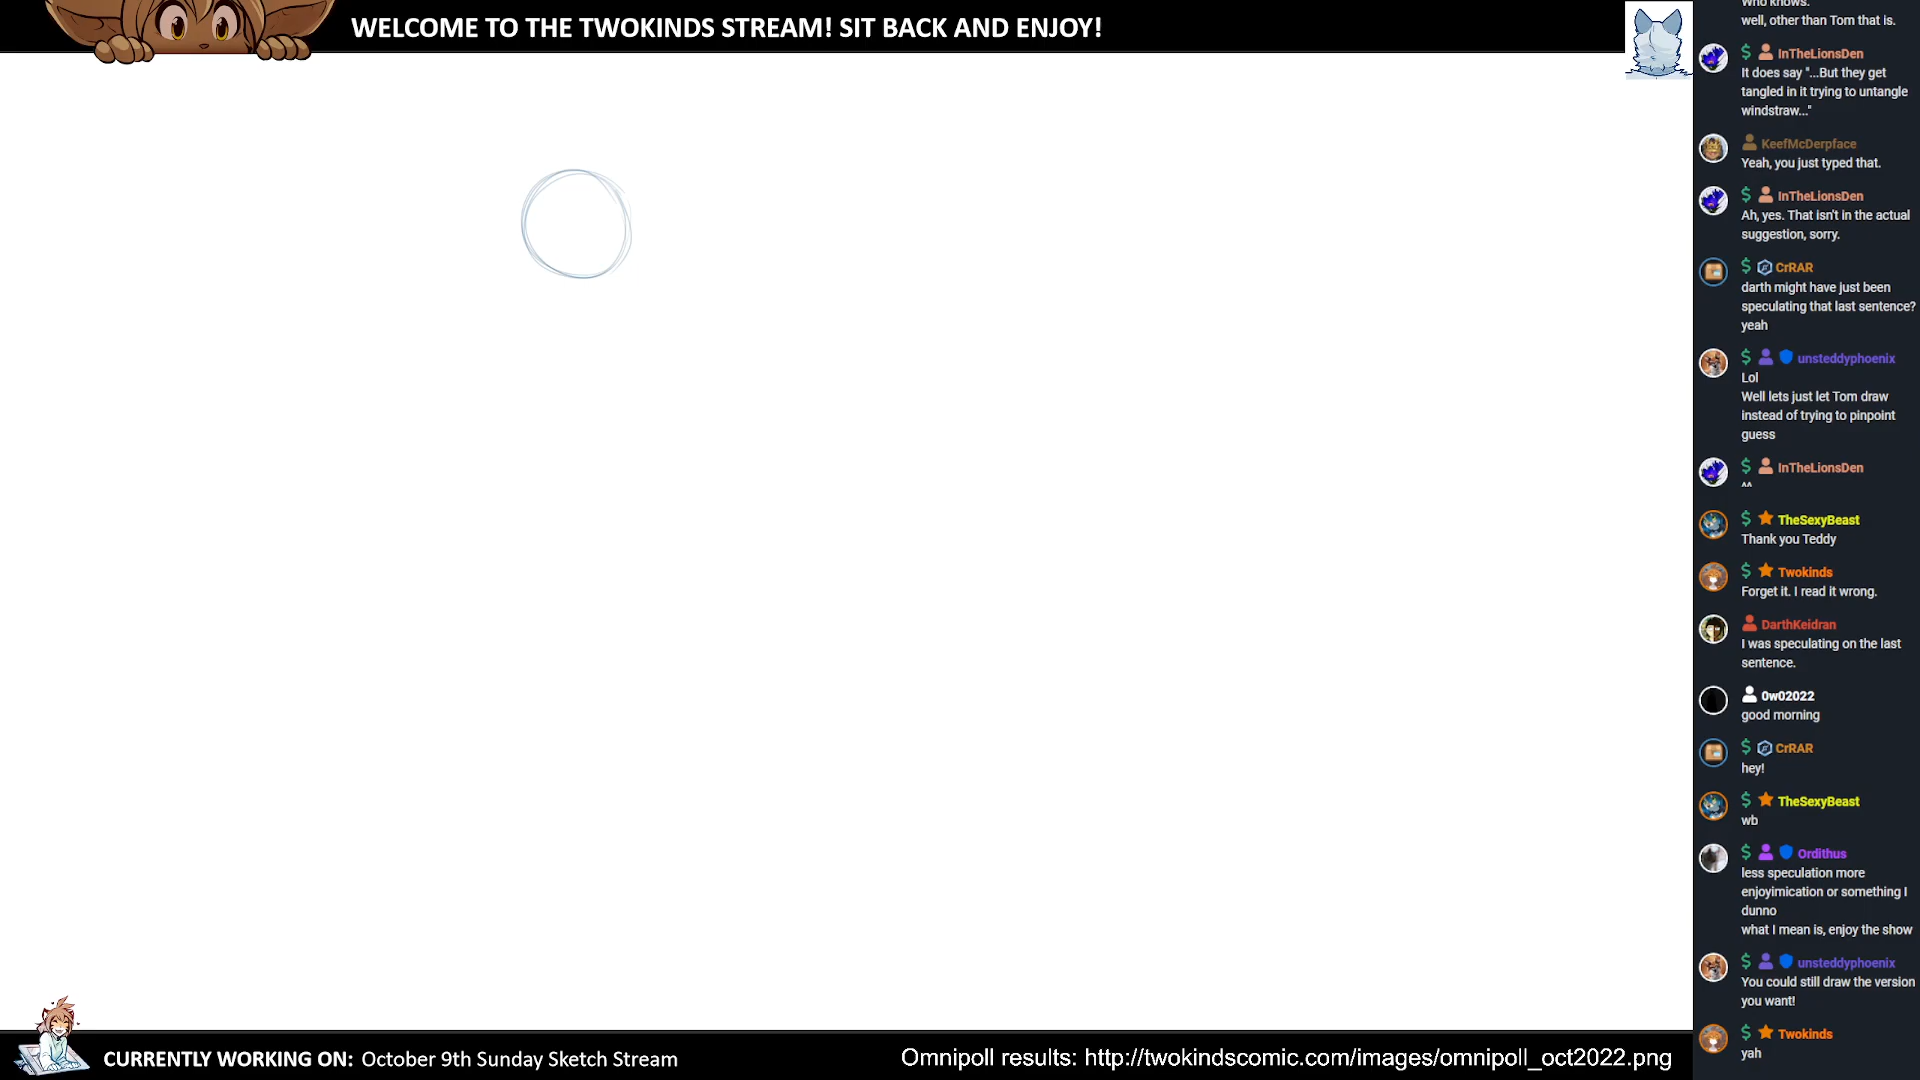 WELCOME TO THE TWOKINDS STREAM! SIT BACK AND ENJOY!
Who knows.
well, other than Tom that is.
InTheLionsDen
It does say "...But they get
tangled in it trying to untangle
windstraw..."
KeefMcDerpface
Yeah, you just typed that.
InTheLionsDen
Ah, yes. That isn't in the actual
suggestion, sorry.
CrRAR
darth might have just been
speculating that last sentence?
yeah
unsteddyphoenix
Lol
Well lets just let Tom draw
instead of trying to pinpoint
guess
InTheLionsDen
^^
TheSexyBeast
Thank you Teddy
Twokinds
Forget it. I read it wrong.
DarthKeidran
I was speculating on the last
sentence.
0w02022
good morning
CrRAR
hey!
TheSexyBeast
wb
Ordithus
less speculation more
enjoyimication or something I
dunno
what I mean is, enjoy the show
unsteddyphoenix
You could still draw the version
you want!
Twokinds
yah
CURRENTLY WORKING ON: October 9th Sunday Sketch Stream
Omnipoll results: http://twokindscomic.com/images/omnipoll_oct2022.png